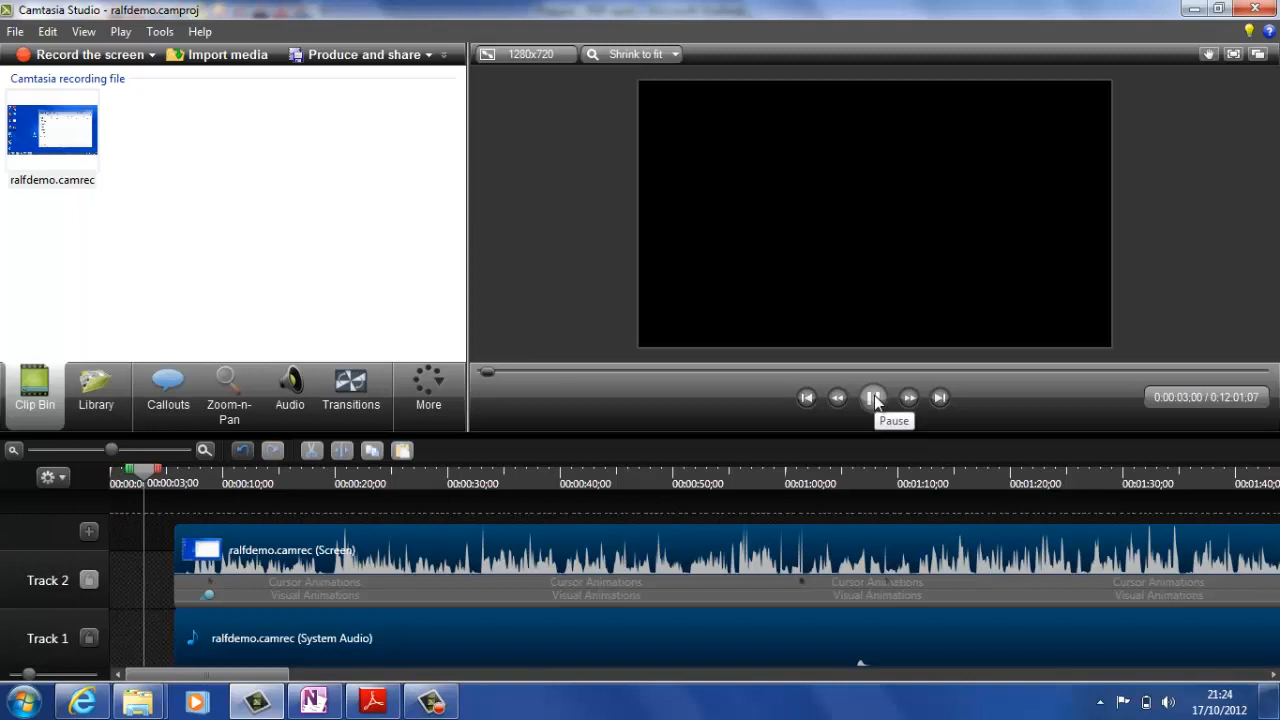 Camtasia Studio - ralfdemo.camproj
File Edit View Play Tools Help
Record the screen Import media Produce and share
1280x720 Shrink to fit
Camtasia recording file
ralfdemo.camrec
Clip Bin Library Callouts Zoom-n-Pan Audio Transitions More
0:00:03;00 / 0:12:01;07
Pause
00:00:0 00:00:03;00 00:00:10;00 00:00:20;00 00:00:30;00 00:00:40;00 00:00:50;00 00:01:00;00 00:01:10;00 00:01:20;00 00:01:30;00 00:01:40;0
ralfdemo.camrec (Screen)
Track 2
Cursor Animations Cursor Animations Cursor Animations Cursor Animations
Visual Animations Visual Animations Visual Animations Visual Animations
Track 1
ralfdemo.camrec (System Audio)
21:24
17/10/2012